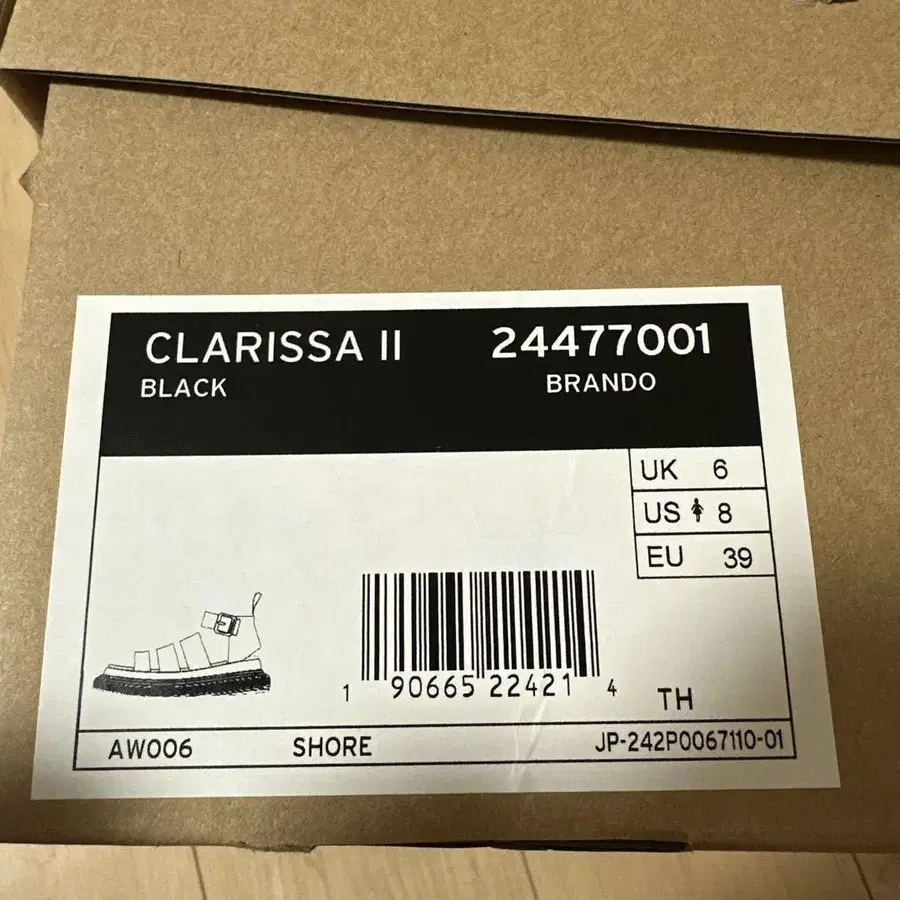 CLARISSA II 24477001
BLACK BRANDO
UK 6
US 8
EU 39
1 90665 22421 4 TH
AW006 SHORE JP-242P0067110-01